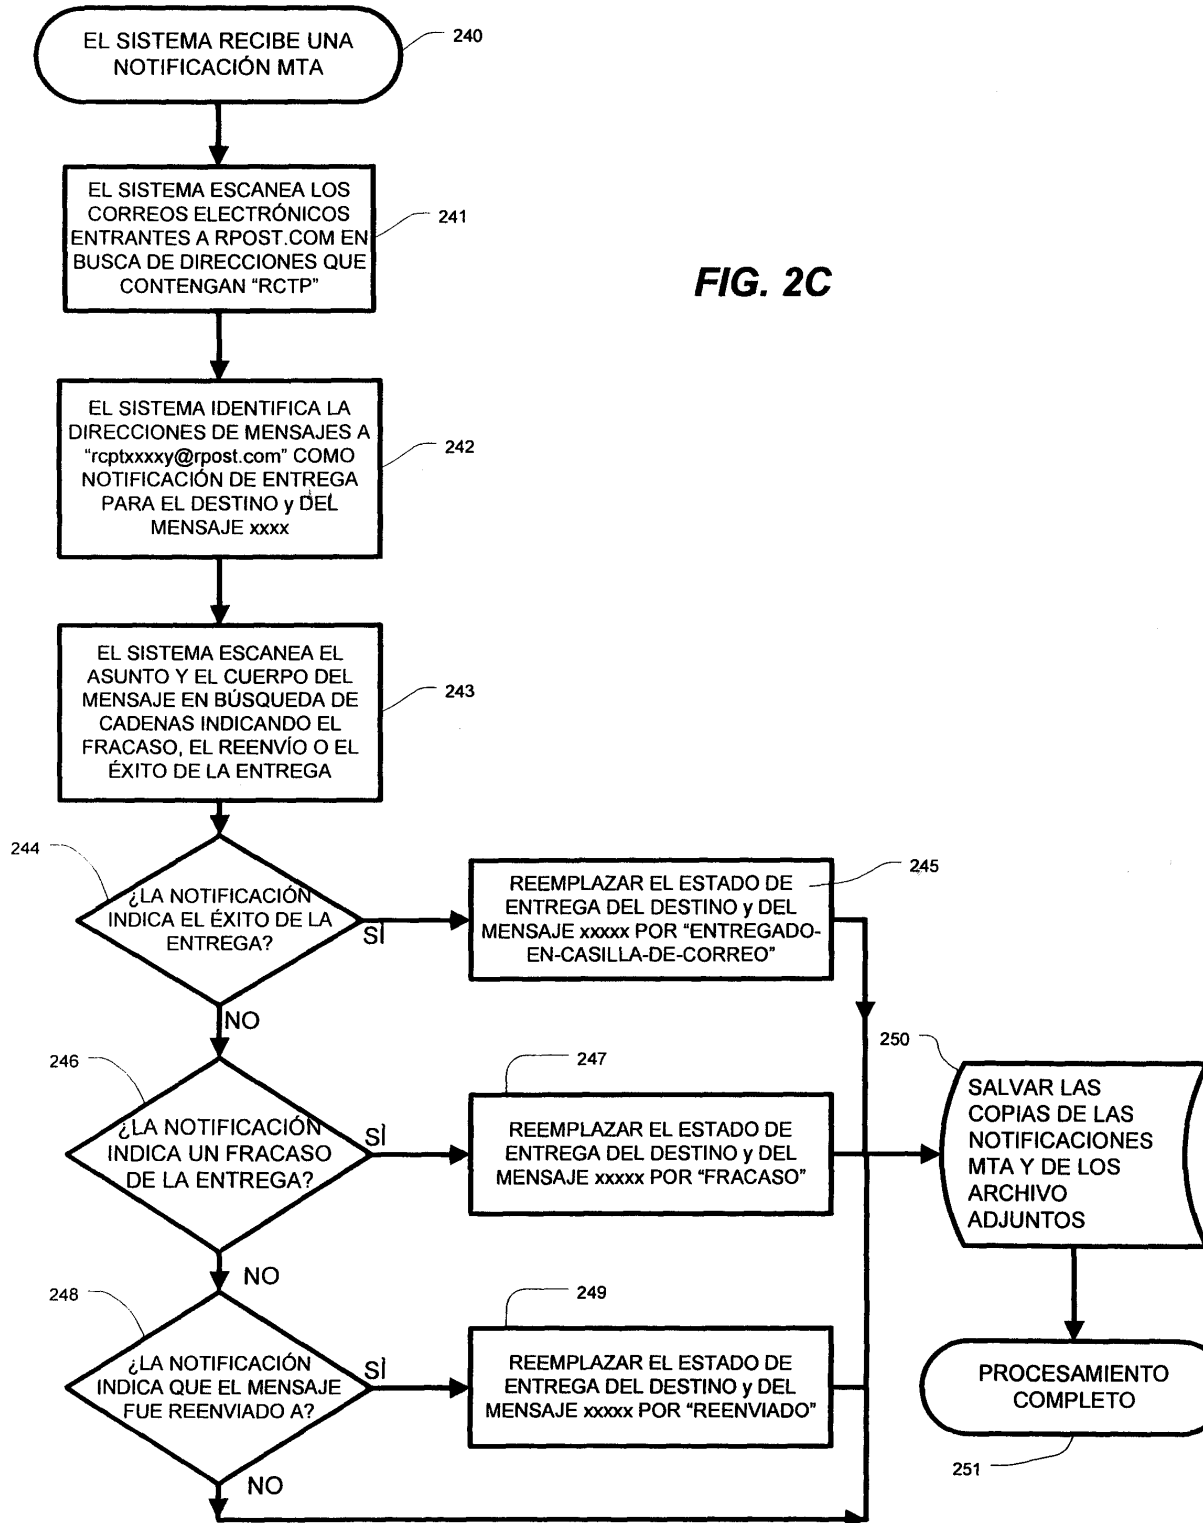 EL SISTEMA RECIBE UNA
NOTIFICACIÓN MTA
240
EL SISTEMA ESCANEA LOS
CORREOS ELECTRÓNICOS
ENTRANTES A RPOST.COM EN
BUSCA DE DIRECCIONES QUE
CONTENGAN “RCTP”
241
FIG. 2C
EL SISTEMA IDENTIFICA LA
DIRECCIONES DE MENSAJES A
“rcptxxxxy@rpost.com” COMO
NOTIFICACIÓN DE ENTREGA
PARA EL DESTINO y DEL
MENSAJE xxxx
242
EL SISTEMA ESCANEA EL
ASUNTO Y EL CUERPO DEL
MENSAJE EN BÚSQUEDA DE
CADENAS INDICANDO EL
FRACASO, EL REENVÍO O EL
ÉXITO DE LA ENTREGA
243
244
¿LA NOTIFICACIÓN
INDICA EL ÉXITO DE LA
ENTREGA?
SÌ
NO
REEMPLAZAR EL ESTADO DE
ENTREGA DEL DESTINO y DEL
MENSAJE xxxxx POR “ENTREGADO-
EN-CASILLA-DE-CORREO”
245
246
¿LA NOTIFICACIÓN
INDICA UN FRACASO
DE LA ENTREGA?
SÌ
NO
247
REEMPLAZAR EL ESTADO DE
ENTREGA DEL DESTINO y DEL
MENSAJE xxxxx POR “FRACASO”
248
¿LA NOTIFICACIÓN
INDICA QUE EL MENSAJE
FUE REENVIADO A?
SÌ
NO
249
REEMPLAZAR EL ESTADO DE
ENTREGA DEL DESTINO y DEL
MENSAJE xxxxx POR “REENVIADO”
250
SALVAR LAS
COPIAS DE LAS
NOTIFICACIONES
MTA Y DE LOS
ARCHIVO
ADJUNTOS
PROCESAMIENTO
COMPLETO
251